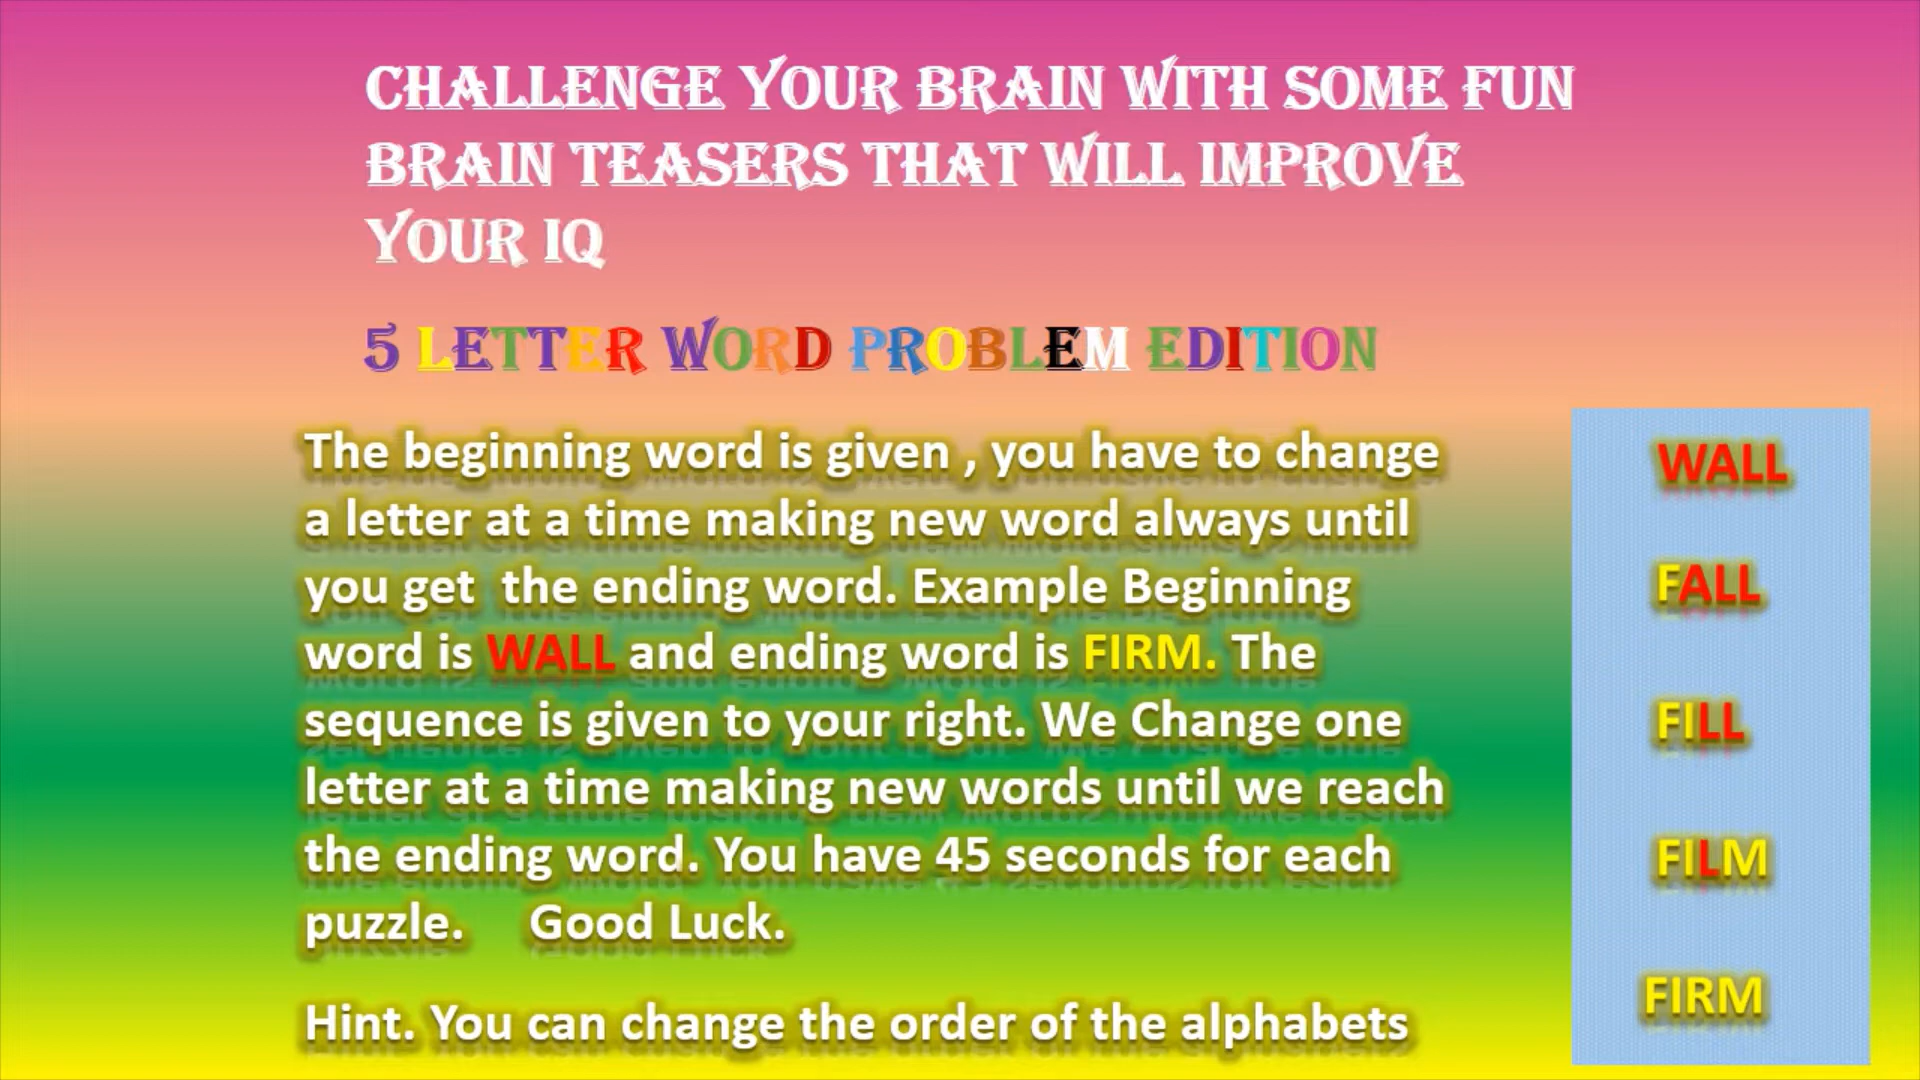 CHALLENGE YOUR BRAIN WITH SOME FUN
BRAIN TEASERS THAT WILL IMPROVE
YOUR IQ
5 LETTER WORD PROBLEM EDITION
The beginning word is given , you have to change
a letter at a time making new word always until
you get the ending word. Example Beginning
word is WALL and ending word is FIRM. The
sequence is given to your right. We Change one
letter at a time making new words until we reach
the ending word. You have 45 seconds for each
puzzle. Good Luck.
Hint. You can change the order of the alphabets
WALL
FALL
FILL
FILM
FIRM